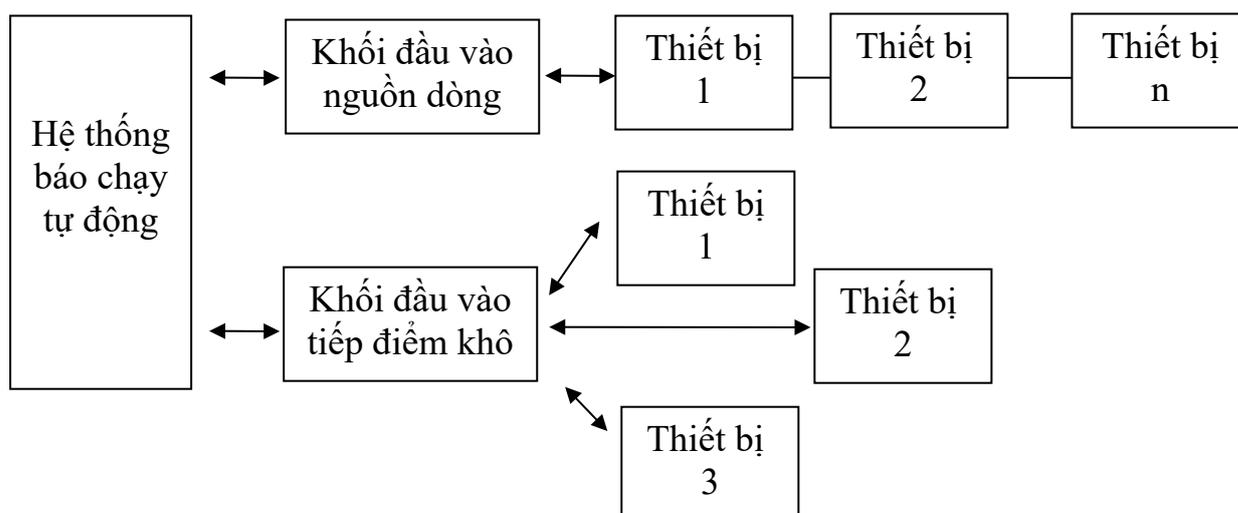 Hệ thống
báo chạy
tự động
Khối đầu vào
nguồn dòng
Thiết bị
1
Thiết bị
2
Thiết bị
n
Khối đầu vào
tiếp điểm khô
Thiết bị
1
Thiết bị
2
Thiết bị
3